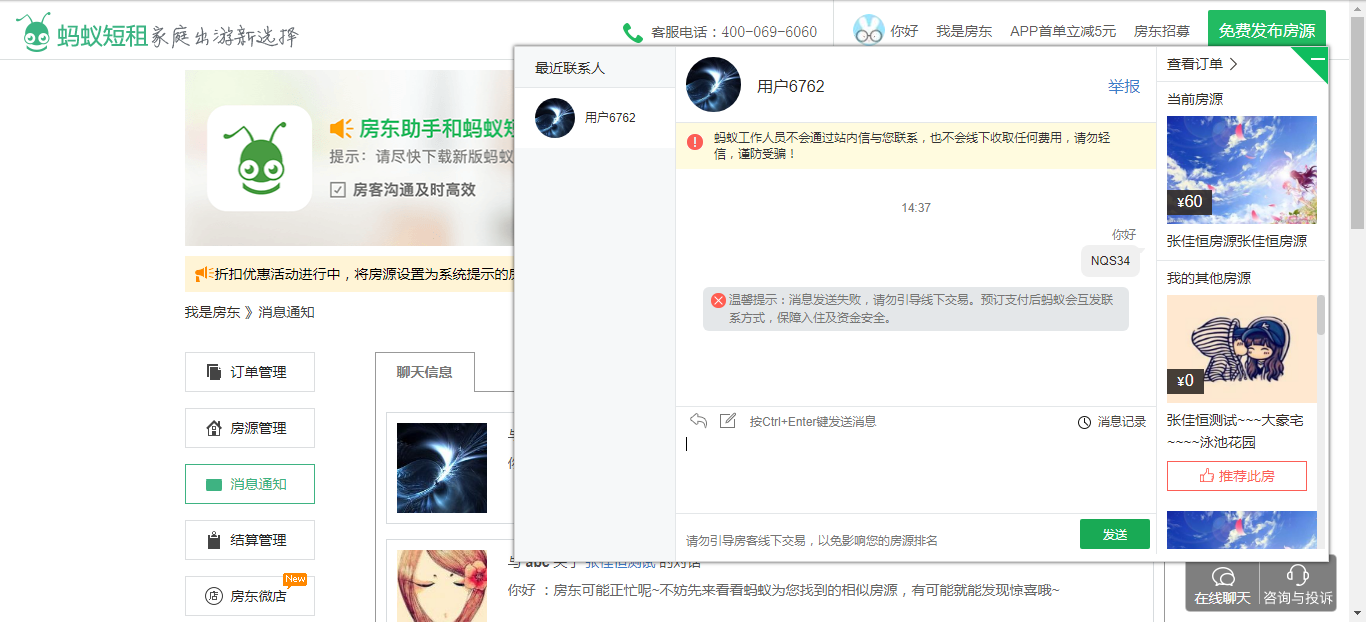 蚂蚁短租家庭出游新选择
客服电话：400-069-6060
你好
我是房东
APP首单立减5元
房东招募
免费发布房源
房东助手和蚂蚁
提示：请尽快下载新版蚂蚁
房客沟通及时高效
折扣优惠活动进行中，将房源设置为系统提示的
我是房东 》消息通知
订单管理
房源管理
消息通知
结算管理
房东微店
New
店
聊天信息
最近联系人
用户6762
用户6762
举报
蚂蚁工作人员不会通过站内信与您联系，也不会线下收取任何费用，请勿轻
信，谨防受骗！
14:37
你好
NQS34
温馨提示：消息发送失败，请勿引导线下交易。预订支付后蚂蚁会互发联
系方式，保障入住及资金安全。
按Ctrl+Enter键发送消息
消息记录
请勿引导房客线下交易，以免影响您的房源排名
发送
查看订单
当前房源
¥60
张佳恒房源张佳恒房源
我的其他房源
¥0
张佳恒测试~~~大豪宅
~~~~泳池花园
推荐此房
与 abc 关于 张佳恒测试 的对话
你好 ：房东可能正忙呢~不妨先来看看蚂蚁为您找到的相似房源，有可能就能发现惊喜哦~
在线聊天
咨询与投诉